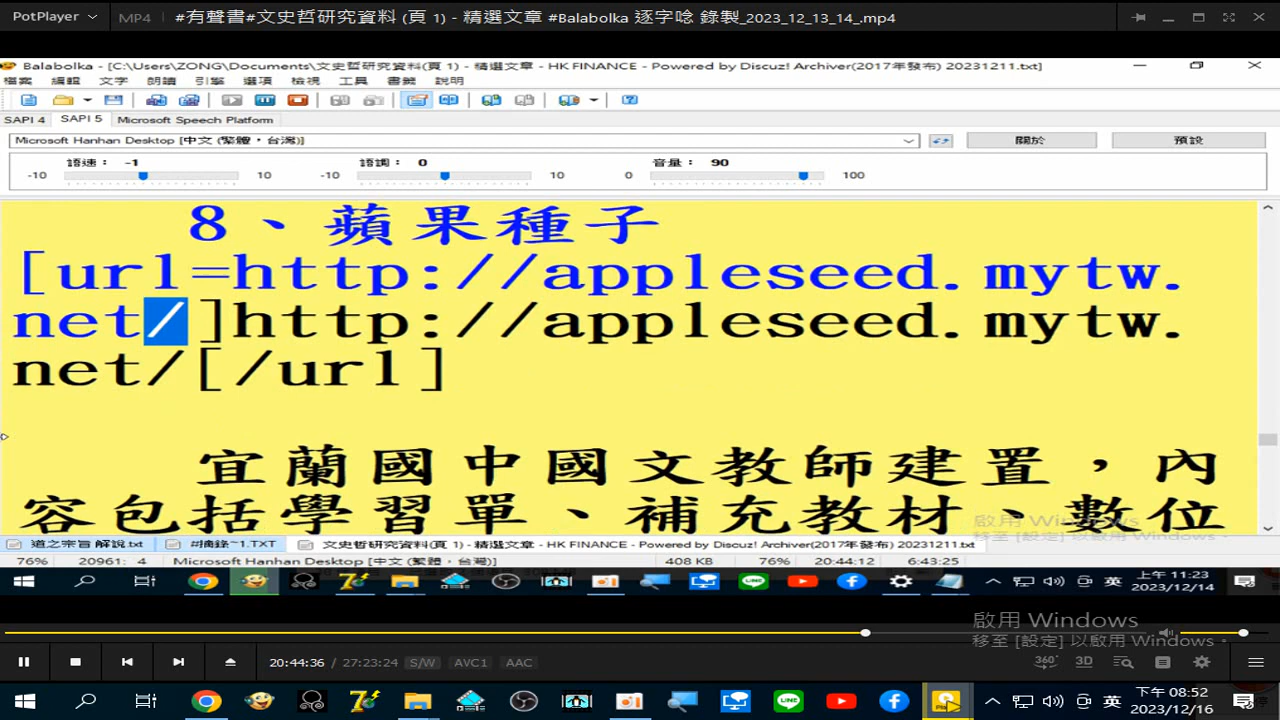 PotPlayer MP4 #有聲書#文史哲研究資料 (頁 1) - 精選文章 #Balabolka 逐字唸 錄製_2023_12_13_14_.mp4
Balabolka - [C:\Users\ZONG\Documents\文史哲研究資料(頁 1) - 精選文章 - HK FINANCE - Powered by Discuz! Archiver(2017年發布) 20231211.txt]
檔案 編輯 文字 朗讀 引擎 選項 檢視 工具 書籤 說明
SAPI 4 SAPI 5 Microsoft Speech Platform
Microsoft Hanhan Desktop [中文 (繁體，台灣)] 關於 預設
語速： -1 語調： 0 音量： 90
-10 10 -10 10 0 100
8、蘋果種子
[url=http://appleseed.mytw.
net/]http://appleseed.mytw.
net/[/url]
宜蘭國中國文教師建置，內
容包括學習單、補充教材、數位
啟用 Windows
移至 [設定] 以啟用 Windows。
道之宗旨 解說.txt #摘錄~1.TXT 文史哲研究資料(頁 1) - 精選文章 - HK FINANCE - Powered by Discuz! Archiver(2017年發布) 20231211.txt
76% 20961: 4 Microsoft Hanhan Desktop [中文 (繁體，台灣)] 408 KB 76% 20:44:12 6:43:25
英 上午 11:23
2023/12/14
啟用 Windows
移至 [設定] 以啟用 Windows。
20:44:36 / 27:23:24 S/W AVC1 AAC 360° 3D
英 下午 08:52
2023/12/16